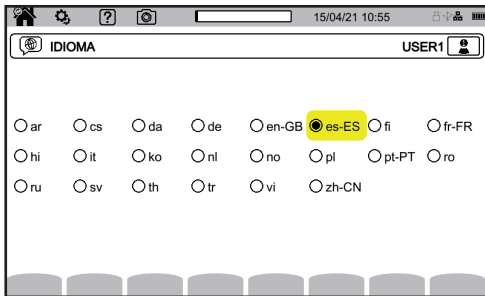 15/04/21 10:55
IDIOMA USER1
ar cs da de en-GB es-ES fi fr-FR
hi it ko nl no pl pt-PT ro
ru sv th tr vi zh-CN